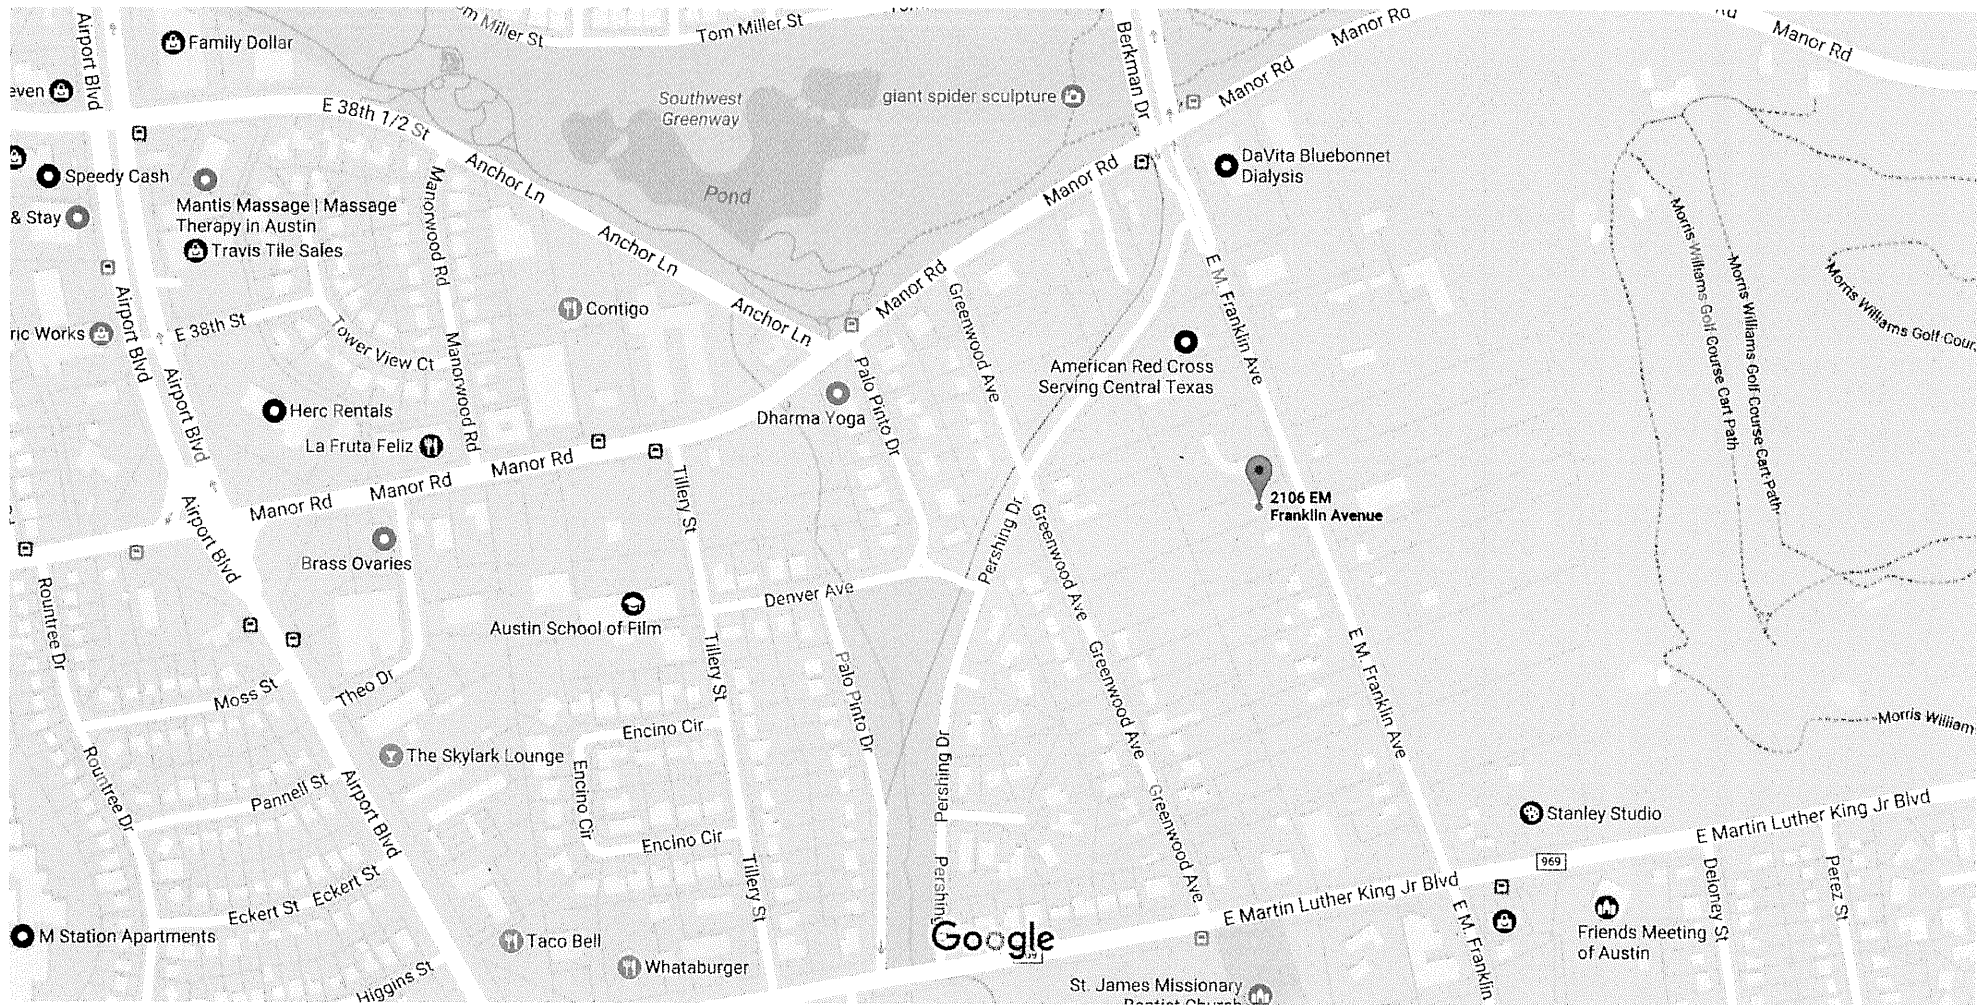 Airport Blvd
Family Dollar
om Miller St
Tom Miller St
Berkman Dr
Manor Rd
Manor Rd
even
E 38th 1/2 St
Southwest
Greenway
giant spider sculpture
Manor Rd
Speedy Cash
Anchor Ln
Pond
Manor Rd
DaVita Bluebonnet
Dialysis
& Stay
Mantis Massage | Massage
Therapy in Austin
Manorwood Rd
Travis Tile Sales
Anchor Ln
Morris Williams Golf Course Cart Path
Morris Williams Golf Course Cart Path
Morris Williams Golf Cour
Airport Blvd
E 38th St
Contigo
Anchor Ln
Manor Rd
Greenwood Ave
E M. Franklin Ave
ric Works
Tower View Ct
Manorwood Rd
American Red Cross
Serving Central Texas
Airport Blvd
Herc Rentals
Dharma Yoga
Palo Pinto Dr
La Fruta Feliz
Manor Rd
Manor Rd
Manor Rd
Tillery St
2106 EM
Franklin Avenue
Airport Blvd
Pershing Dr
Greenwood Ave
Brass Ovaries
Rountree Dr
Denver Ave
Austin School of Film
Tillery St
Palo Pinto Dr
Greenwood Ave
E M. Franklin Ave
Moss St
Theo Dr
Encino Cir
Morris William
The Skylark Lounge
Rountree Dr
Pannell St
Airport Blvd
Encino Cir
Pershing Dr
Greenwood Ave
Stanley Studio
E Martin Luther King Jr Blvd
Encino Cir
969
Tillery St
Pershing
Eckert St
Eckert St
E Martin Luther King Jr Blvd
Deloney St
Perez St
E M. Franklin
M Station Apartments
Taco Bell
Google
Friends Meeting
of Austin
Whataburger
Higgins St
St. James Missionary
Baptist Church